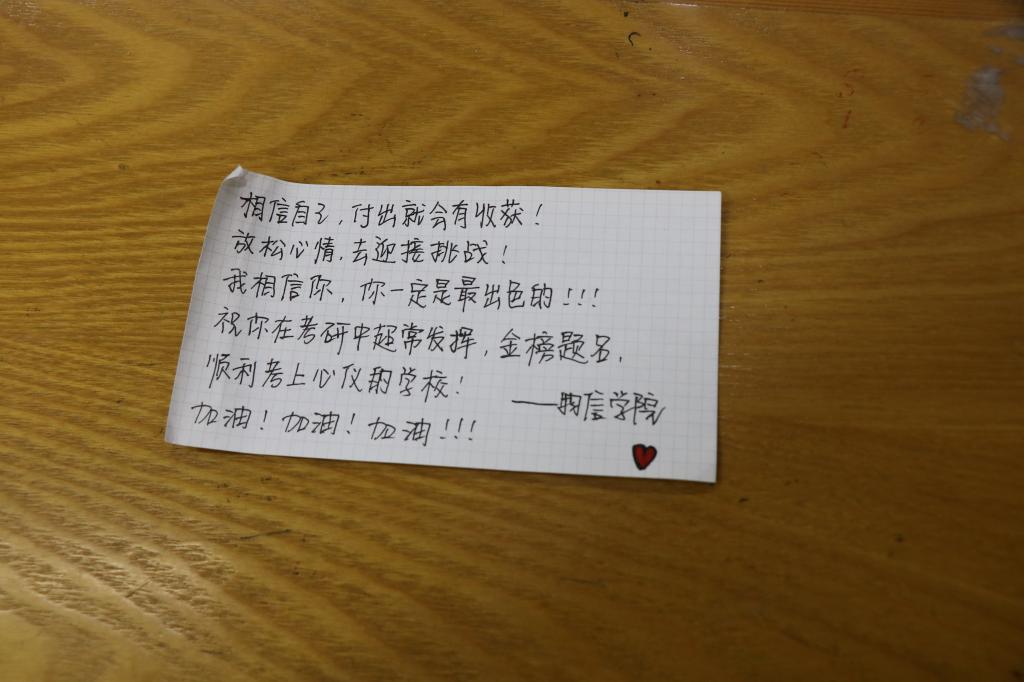 相信自己,付出就会有收获!
放松心情,去迎接挑战!
我相信你,你一定是最出色的!!!
祝你在考研中超常发挥,金榜题名,
顺利考上心仪的学校!
——物信学院
加油!加油!加油!!!